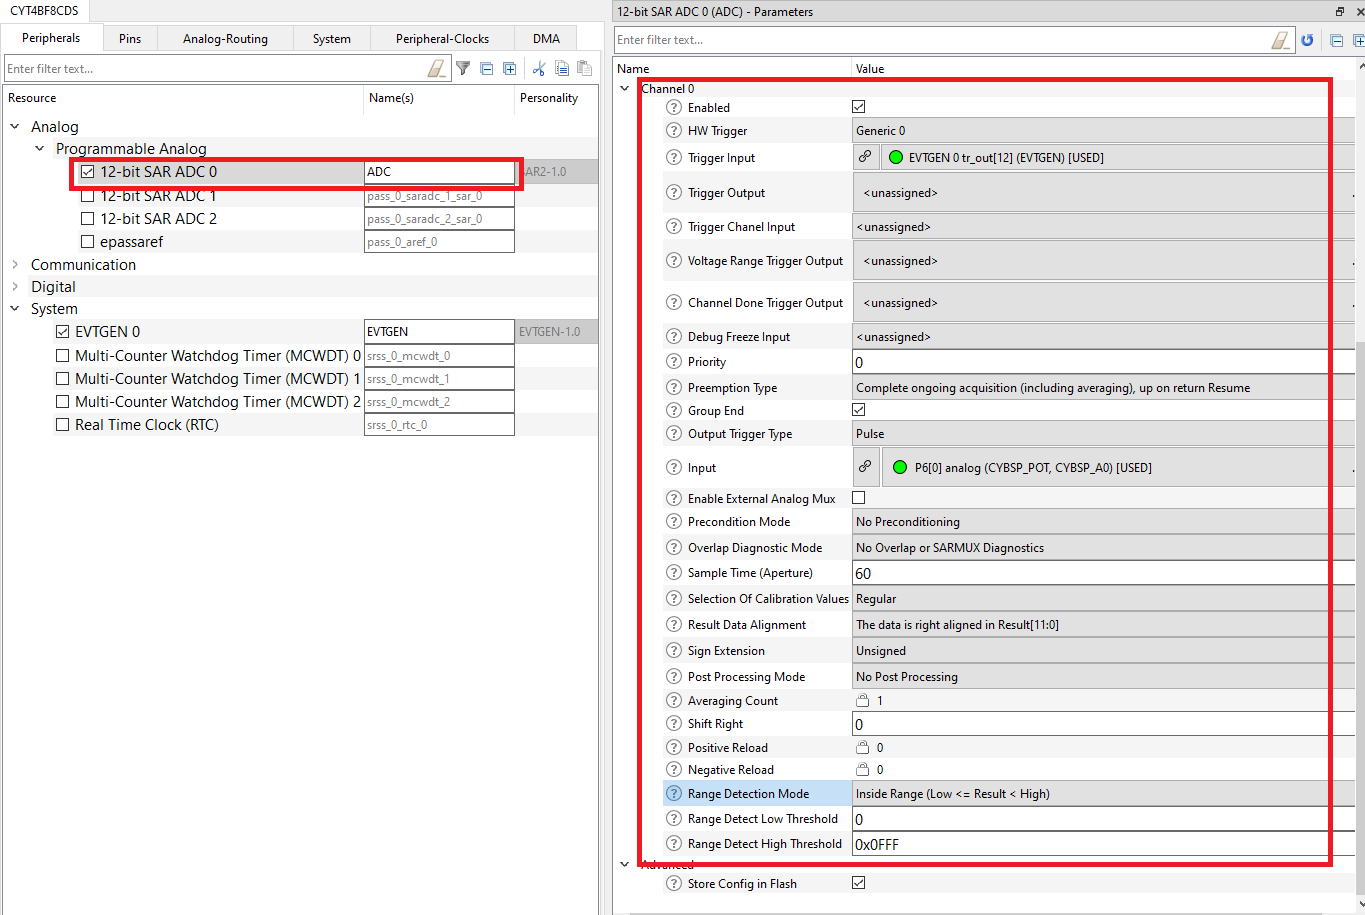 CYT4BF8CDS
Peripherals Pins Analog-Routing System Peripheral-Clocks DMA
Enter filter text...
Resource Name(s) Personality
Analog
Programmable Analog
12-bit SAR ADC 0 ADC SAR2-1.0
12-bit SAR ADC 1 pass_0_saradc_1_sar_0
12-bit SAR ADC 2 pass_0_saradc_2_sar_0
epassaref pass_0_aref_0
Communication
Digital
System
EVTGEN 0 EVTGEN EVTGEN-1.0
Multi-Counter Watchdog Timer (MCWDT) 0 srss_0_mcwdt_0
Multi-Counter Watchdog Timer (MCWDT) 1 srss_0_mcwdt_1
Multi-Counter Watchdog Timer (MCWDT) 2 srss_0_mcwdt_2
Real Time Clock (RTC) srss_0_rtc_0
12-bit SAR ADC 0 (ADC) - Parameters
Enter filter text...
Name Value
Channel 0
Enabled
HW Trigger Generic 0
Trigger Input EVTGEN 0 tr_out[12] (EVTGEN) [USED]
Trigger Output <unassigned>
Trigger Chanel Input <unassigned>
Voltage Range Trigger Output <unassigned>
Channel Done Trigger Output <unassigned>
Debug Freeze Input <unassigned>
Priority 0
Preemption Type Complete ongoing acquisition (including averaging), up on return Resume
Group End
Output Trigger Type Pulse
Input P6[0] analog (CYBSP_POT, CYBSP_A0) [USED]
Enable External Analog Mux
Precondition Mode No Preconditioning
Overlap Diagnostic Mode No Overlap or SARMUX Diagnostics
Sample Time (Aperture) 60
Selection Of Calibration Values Regular
Result Data Alignment The data is right aligned in Result[11:0]
Sign Extension Unsigned
Post Processing Mode No Post Processing
Averaging Count 1
Shift Right 0
Positive Reload 0
Negative Reload 0
Range Detection Mode Inside Range (Low <= Result < High)
Range Detect Low Threshold 0
Range Detect High Threshold 0x0FFF
Advanced
Store Config in Flash